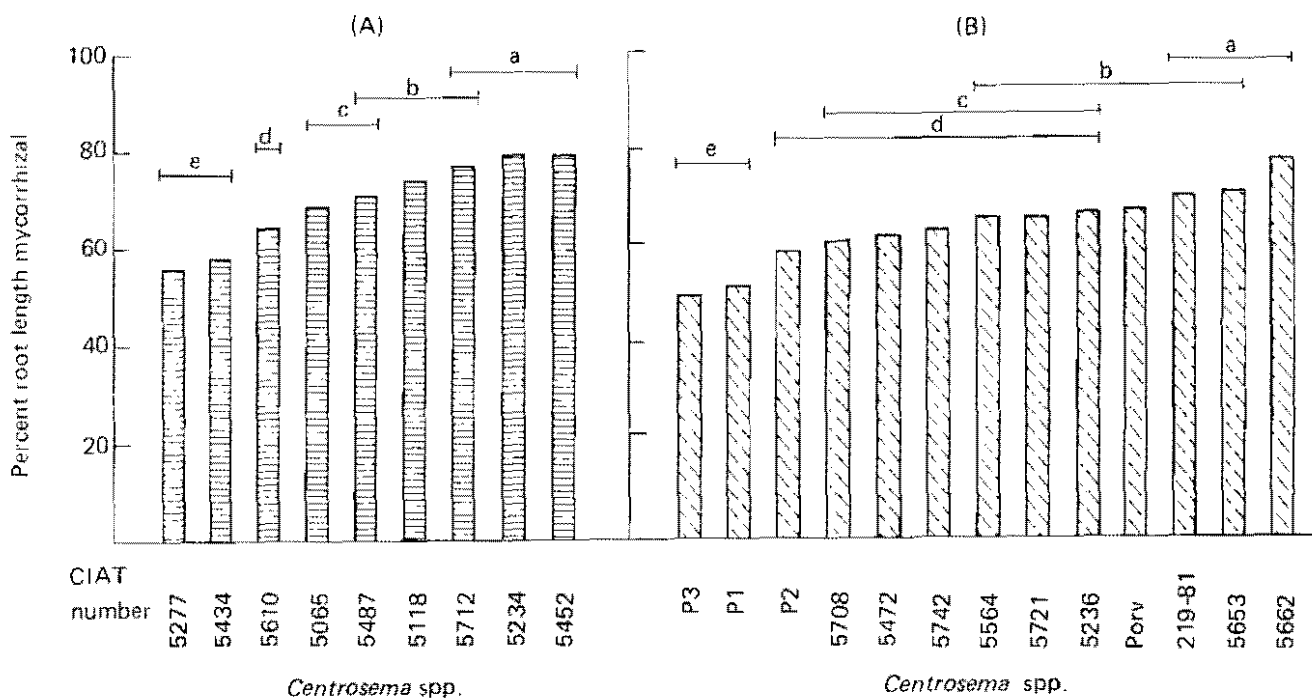 (A)
(B)
Percent root length mycorrhizal
100
80
60
40
20
e
d
c
b
a
e
d
c
b
a
CIAT
number
5277
5434
5610
5065
5487
5118
5712
5234
5452
P3
P1
P2
5708
5472
5742
5564
5721
5236
Porv
219-81
5653
5662
Centrosema spp.
Centrosema spp.